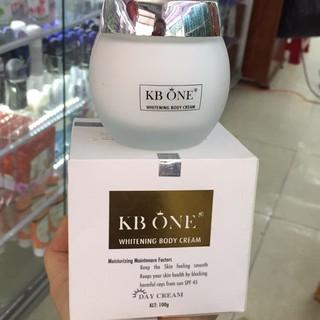 KB ONE®
WHITENING BODY CREAM
KB ONE®
WHITENING BODY CREAM
Moisturizing Maintenance Factors
Keep the Skin feeling smooth
Keeps your skin health by blocking
harmful rays from sun SPF 45
DAY CREAM
KLT: 100g